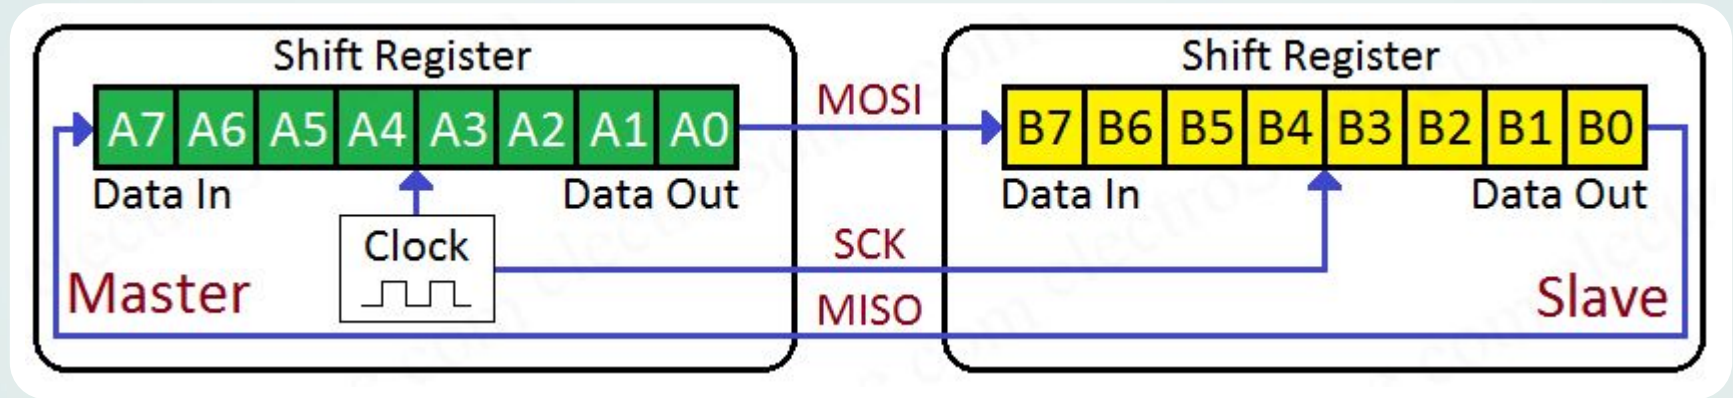 Shift Register
A7 A6 A5 A4 A3 A2 A1 A0
Data In Data Out
Clock
Master
MOSI
SCK
MISO
Shift Register
B7 B6 B5 B4 B3 B2 B1 B0
Data In Data Out
Slave